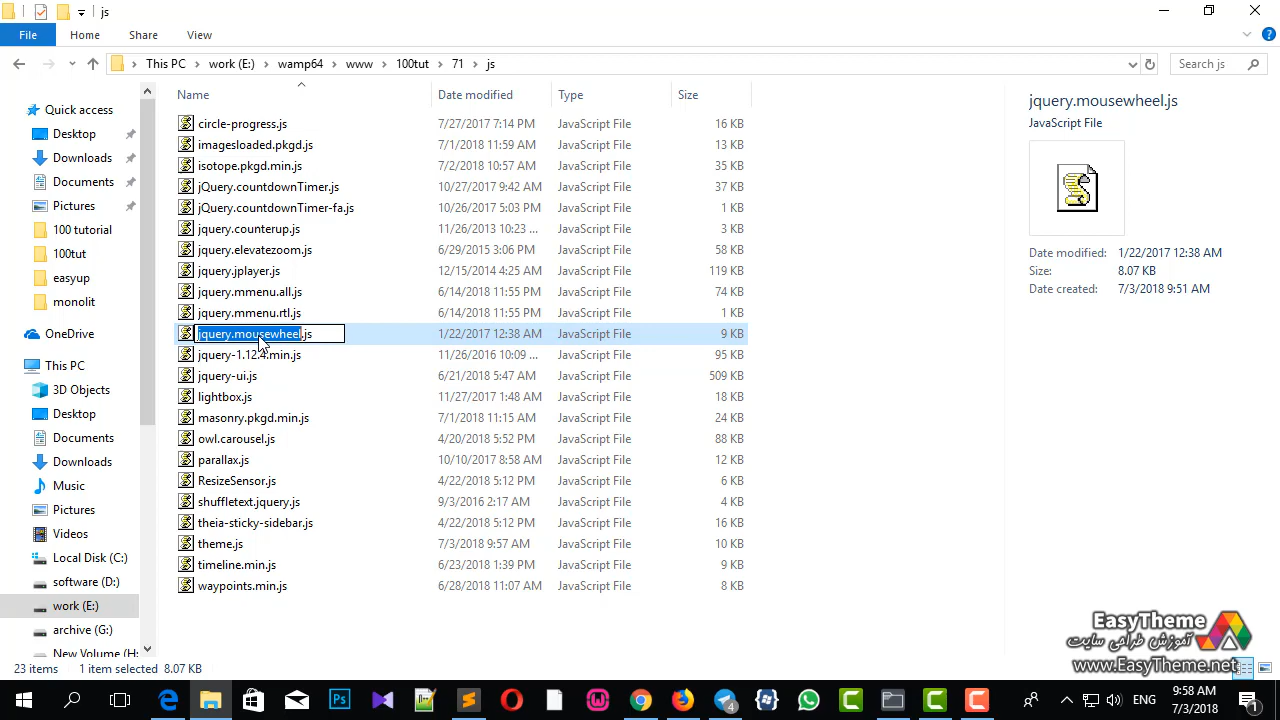 js
File
Home
Share
View
This PC
work (E:)
wamp64
www
100tut
71
js
Search js
Quick access
Desktop
Downloads
Documents
Pictures
100 tutorial
100tut
easyup
monolit
OneDrive
This PC
3D Objects
Desktop
Documents
Downloads
Music
Pictures
Videos
Local Disk (C:)
software (D:)
work (E:)
archive (G:)
New Volume (H:)
Name Date modified Type Size
circle-progress.js 7/27/2017 7:14 PM JavaScript File 16 KB
imagesloaded.pkgd.js 7/1/2018 11:59 AM JavaScript File 13 KB
isotope.pkgd.min.js 7/2/2018 10:57 AM JavaScript File 35 KB
jQuery.countdownTimer.js 10/27/2017 9:42 AM JavaScript File 37 KB
jQuery.countdownTimer-fa.js 10/26/2017 5:03 PM JavaScript File 1 KB
jquery.counterup.js 11/26/2013 10:23 ... JavaScript File 3 KB
jquery.elevatezoom.js 6/29/2015 3:06 PM JavaScript File 58 KB
jquery.jplayer.js 12/15/2014 4:25 AM JavaScript File 119 KB
jquery.mmenu.all.js 6/14/2018 11:55 PM JavaScript File 74 KB
jquery.mmenu.rtl.js 6/14/2018 11:55 PM JavaScript File 1 KB
jquery.mousewheel.js 1/22/2017 12:38 AM JavaScript File 9 KB
jquery-1.12.4.min.js 11/26/2016 10:09 ... JavaScript File 95 KB
jquery-ui.js 6/21/2018 5:47 AM JavaScript File 509 KB
lightbox.js 11/27/2017 1:48 AM JavaScript File 18 KB
masonry.pkgd.min.js 7/1/2018 11:15 AM JavaScript File 24 KB
owl.carousel.js 4/20/2018 5:52 PM JavaScript File 88 KB
parallax.js 10/10/2017 8:58 AM JavaScript File 12 KB
ResizeSensor.js 4/22/2018 5:12 PM JavaScript File 6 KB
shuffletext.jquery.js 9/3/2016 2:17 AM JavaScript File 4 KB
theia-sticky-sidebar.js 4/22/2018 5:12 PM JavaScript File 16 KB
theme.js 7/3/2018 9:57 AM JavaScript File 10 KB
timeline.min.js 6/23/2018 1:39 PM JavaScript File 9 KB
waypoints.min.js 6/28/2018 11:07 AM JavaScript File 8 KB
jquery.mousewheel.js
JavaScript File
Date modified: 1/22/2017 12:38 AM
Size: 8.07 KB
Date created: 7/3/2018 9:51 AM
EasyTheme
آموزش طراحی سایت
www.EasyTheme.net
23 items 1 item selected 8.07 KB
Ps
4
ENG
9:58 AM
7/3/2018
1